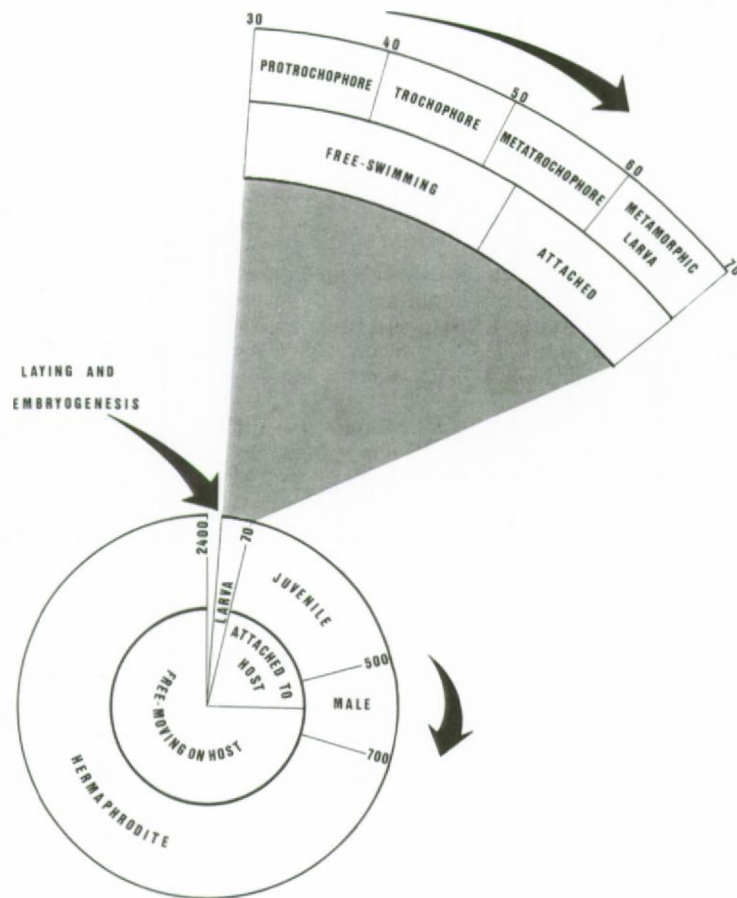 30
40
50
60
70
PROTROCHOPHORE
TROCHOPHORE
METATROCHOPHORE
METAMORPHIC
LARVA
FREE-SWIMMING
ATTACHED
LAYING AND
EMBRYOGENESIS
2400
LARVA
70
JUVENILE
500
MALE
700
HERMAPHRODITE
ATTACHED TO
HOST
FREE-MOVING ON HOST